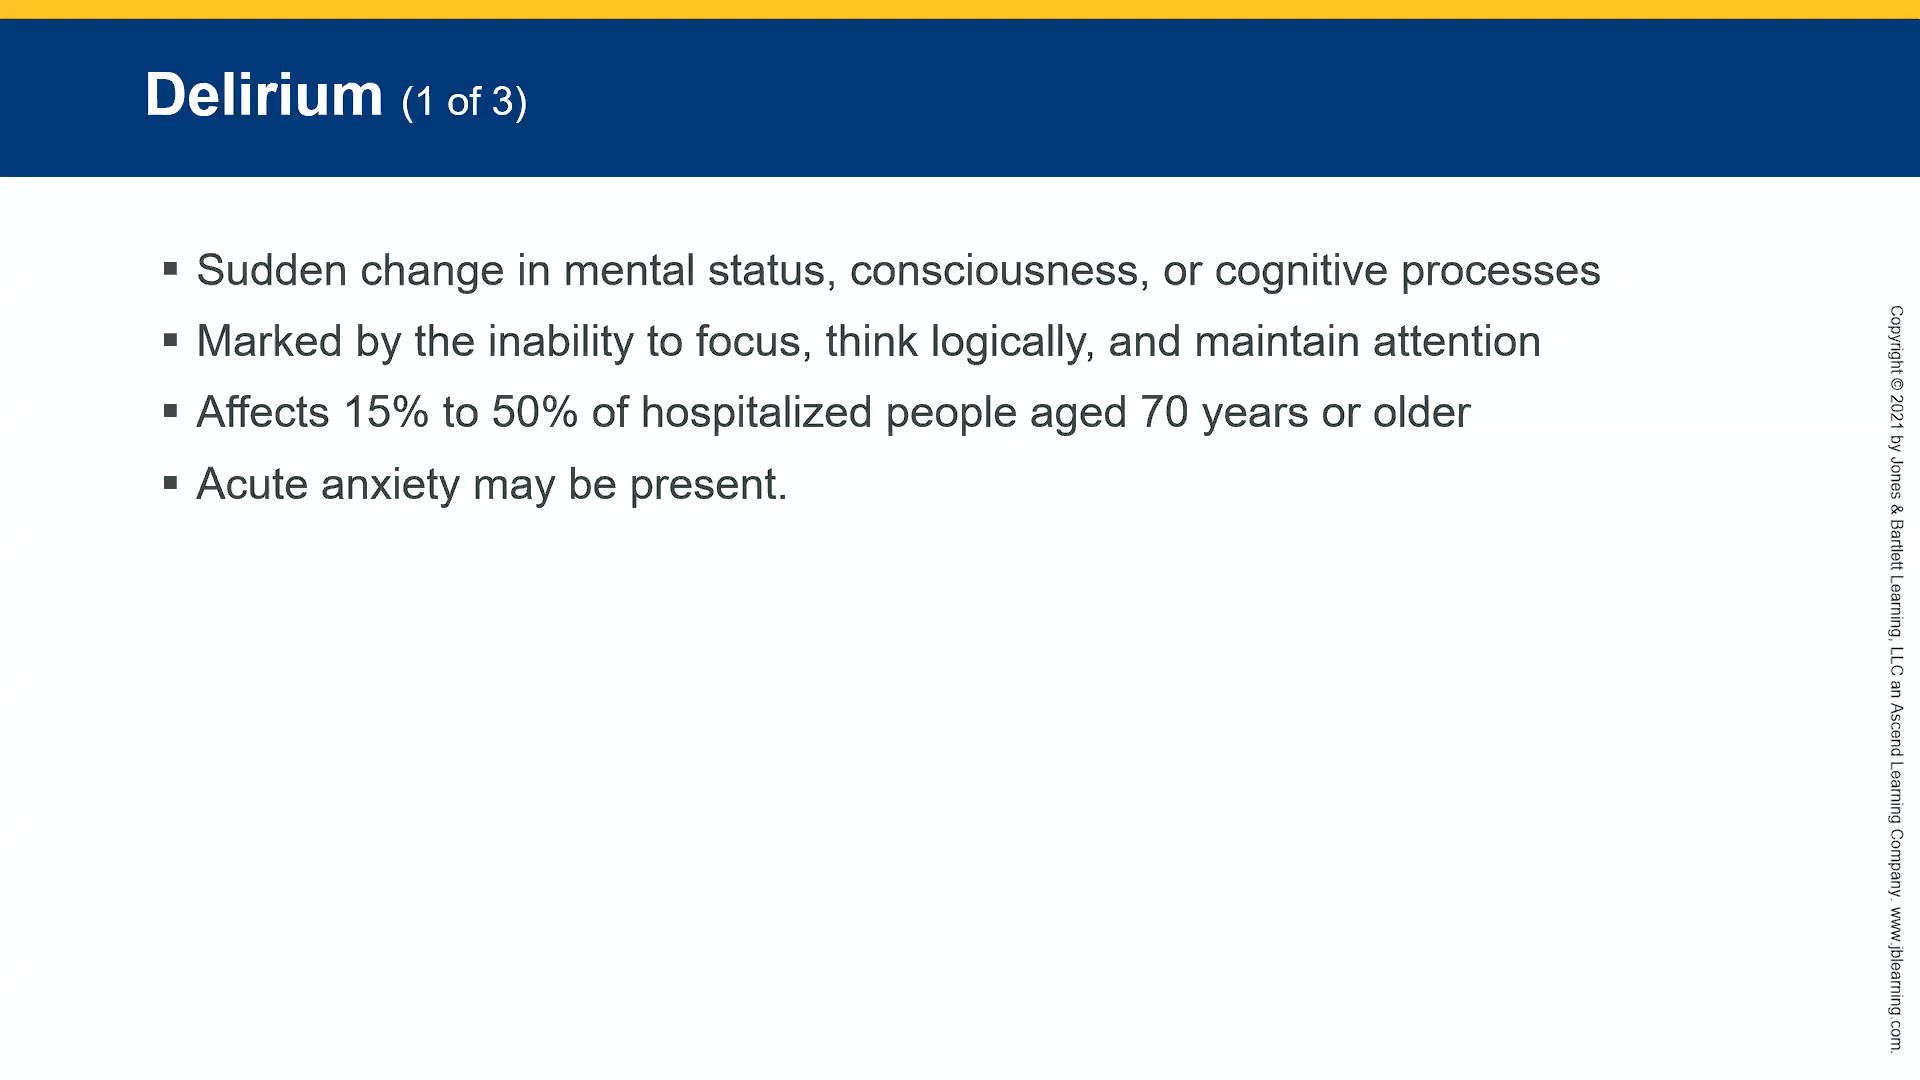 Delirium (1 of 3)
▪ Sudden change in mental status, consciousness, or cognitive processes
▪ Marked by the inability to focus, think logically, and maintain attention
▪ Affects 15% to 50% of hospitalized people aged 70 years or older
▪ Acute anxiety may be present.
Copyright © 2021 by Jones & Bartlett Learning, LLC an Ascend Learning Company. www.jblearning.com.